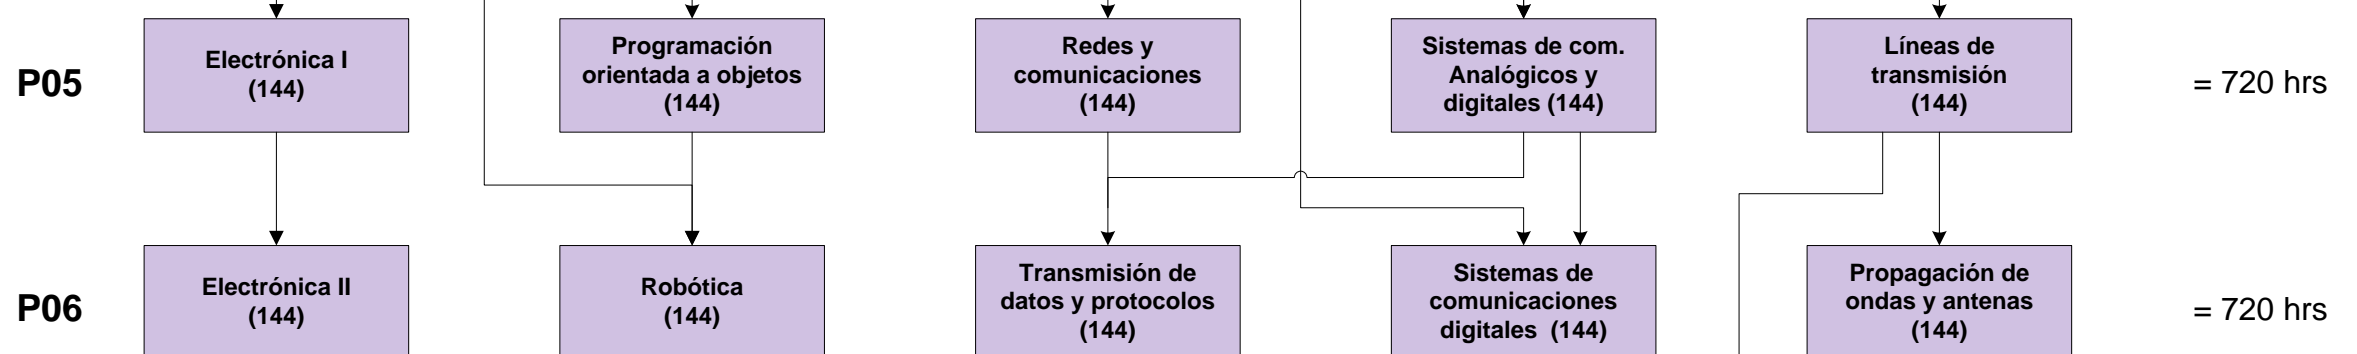 P05
Electrónica I
(144)
Programación
orientada a objetos
(144)
Redes y
comunicaciones
(144)
Sistemas de com.
Analógicos y
digitales (144)
Líneas de
transmisión
(144)
= 720 hrs
P06
Electrónica II
(144)
Robótica
(144)
Transmisión de
datos y protocolos
(144)
Sistemas de
comunicaciones
digitales (144)
Propagación de
ondas y antenas
(144)
= 720 hrs